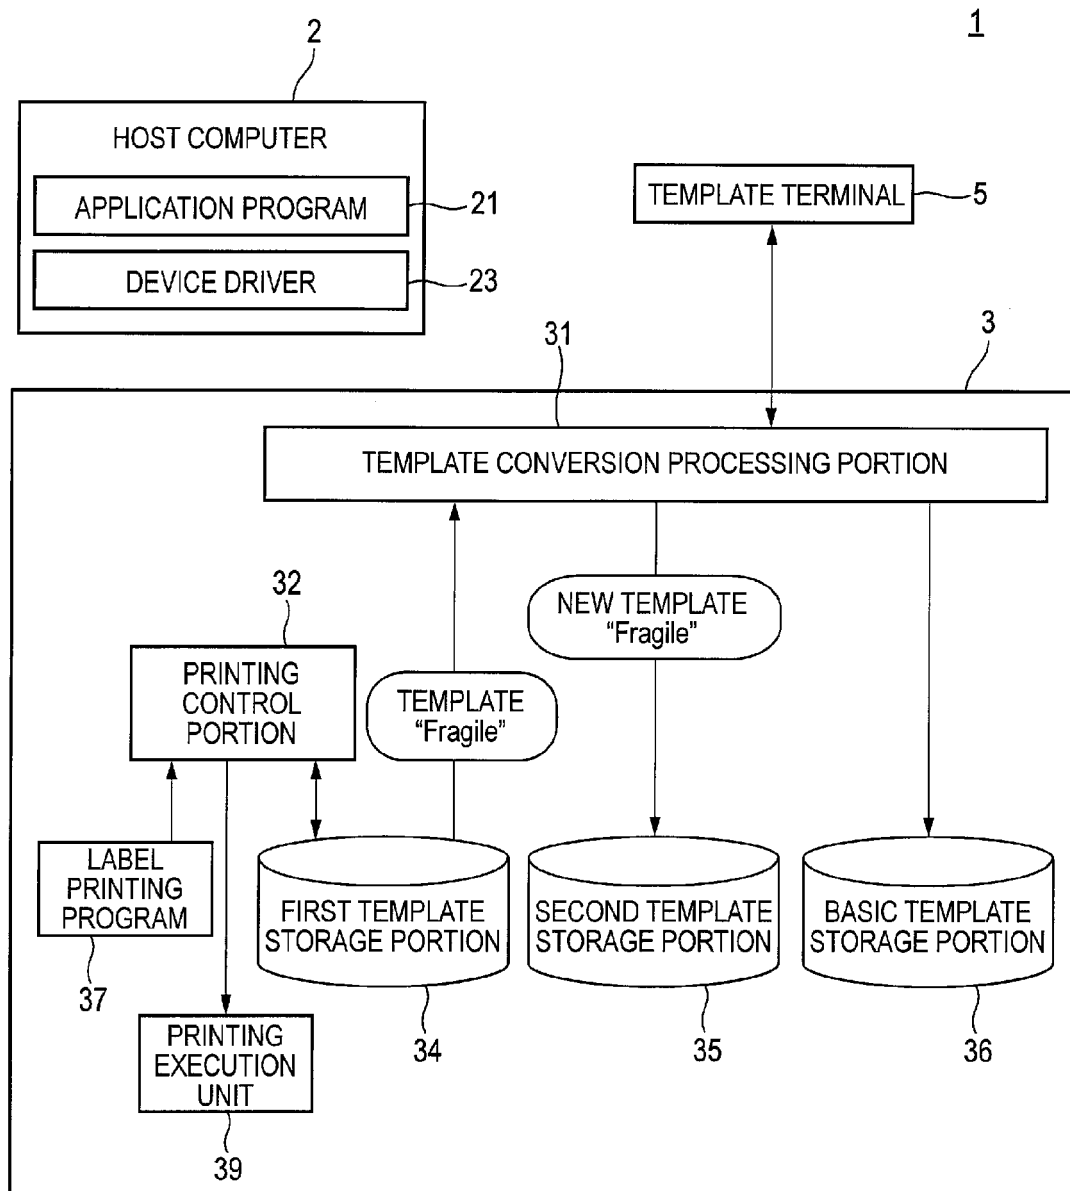 1
2
HOST COMPUTER
APPLICATION PROGRAM
21
DEVICE DRIVER
23
TEMPLATE TERMINAL
5
31
3
TEMPLATE CONVERSION PROCESSING PORTION
32
PRINTING
CONTROL
PORTION
TEMPLATE
“Fragile”
NEW TEMPLATE
“Fragile”
LABEL
PRINTING
PROGRAM
37
FIRST TEMPLATE
STORAGE PORTION
34
SECOND TEMPLATE
STORAGE PORTION
35
BASIC TEMPLATE
STORAGE PORTION
36
PRINTING
EXECUTION
UNIT
39